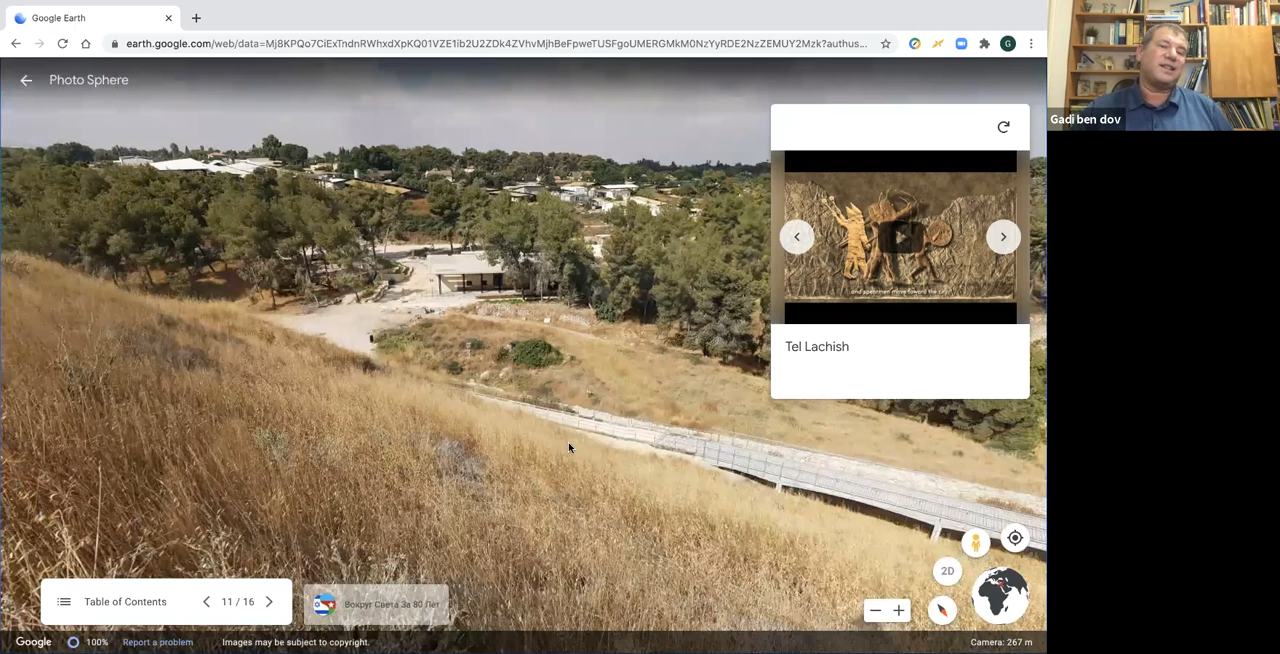 Google Earth
earth.google.com/web/data=Mj8KPQo7CiExTndnRWhxdXpKQ01VZE1ib2U2ZDk4ZVhvMjhBeFpweTUSFgoUMERGMkM0NzYyRDE2NzZEMUY2Mzk?authus...
G
Photo Sphere
Gadi ben dov
and spearmen move toward the city
Tel Lachish
2D
Table of Contents
11 / 16
Вокруг Света За 80 Лет
Google
100%
Report a problem
Images may be subject to copyright.
Camera: 267 m